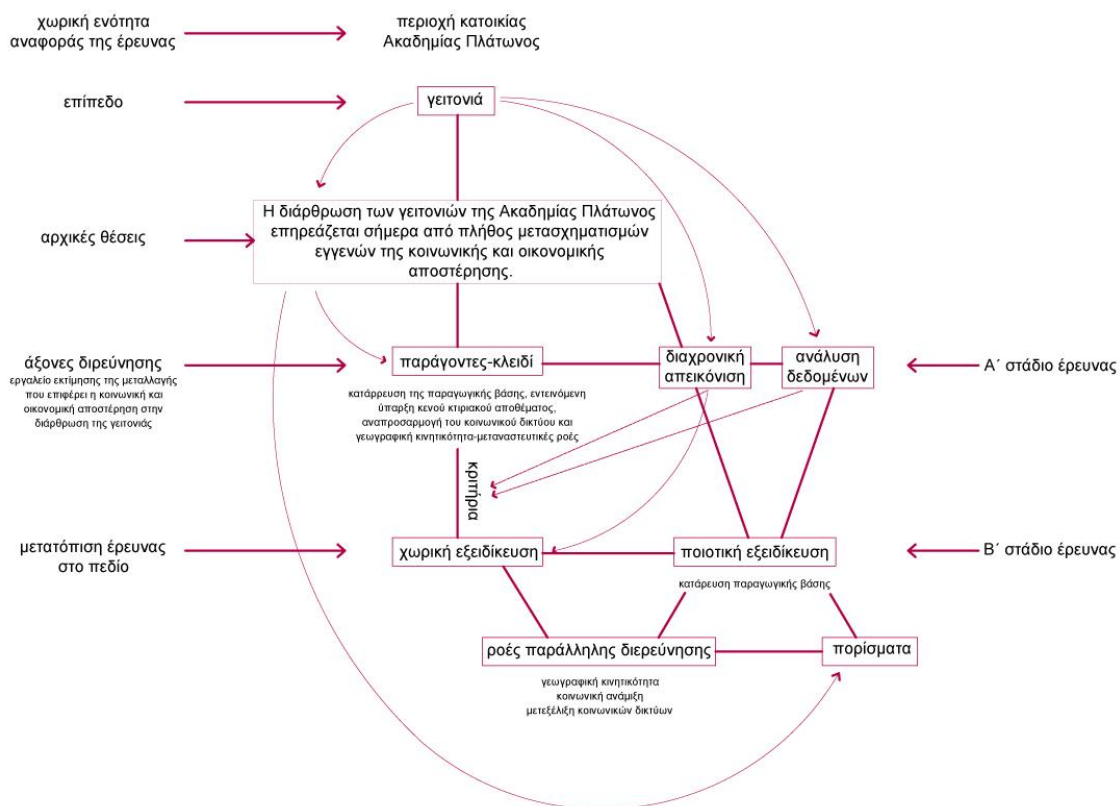 χωρική ενότητα
αναφοράς της έρευνας
περιοχή κατοικίας
Ακαδημίας Πλάτωνος
επίπεδο
γειτονιά
αρχικές θέσεις
Η διάρθρωση των γειτονιών της Ακαδημίας Πλάτωνος
επηρεάζεται σήμερα από πλήθος μετασχηματισμών
εγγενών της κοινωνικής και οικονομικής
αποστέρησης.
άξονες διρεύνησης
εργαλείο εκτίμησης της μεταλλαγής
που επιφέρει η κοινωνική και
οικονομική αποστέρηση στην
διάρθρωση της γειτονιάς
παράγοντες-κλειδί
κατάρρευση της παραγωγικής βάσης, εντεινόμενη
ύπαρξη κενού κτιριακού αποθέματος,
αναπροσαρμογή του κοινωνικού δικτύου και
γεωγραφική κινητικότητα-μεταναστευτικές ροές
διαχρονική
απεικόνιση
ανάλυση
δεδομένων
Α΄ στάδιο έρευνας
κριτήρια
μετατόπιση έρευνας
στο πεδίο
χωρική εξειδίκευση
ποιοτική εξειδίκευση
κατάρευση παραγωγικής βάσης
Β΄ στάδιο έρευνας
ροές παράλληλης διερεύνησης
γεωγραφική κινητικότητα
κοινωνική ανάμιξη
μετεξέλιξη κοινωνικών δικτύων
πορίσματα